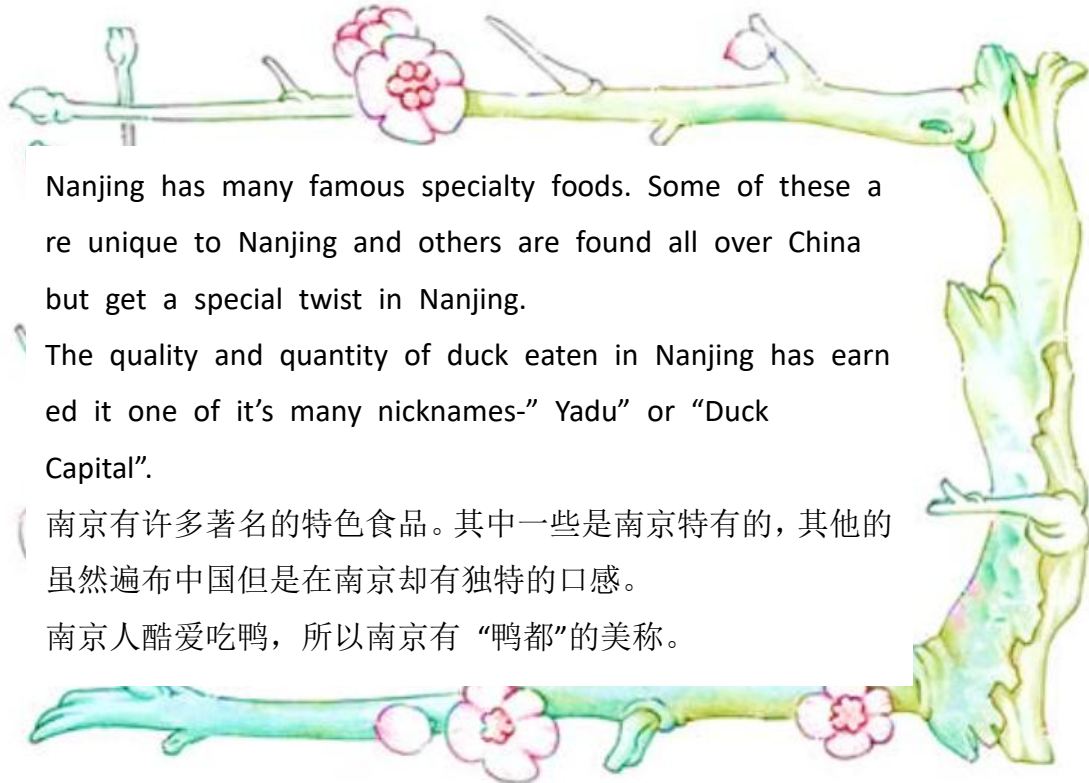 Nanjing has many famous specialty foods. Some of these a
re unique to Nanjing and others are found all over China
but get a special twist in Nanjing.
The quality and quantity of duck eaten in Nanjing has earn
ed it one of it’s many nicknames-” Yadu” or “Duck
Capital”.
南京有许多著名的特色食品。其中一些是南京特有的，其他的
虽然遍布中国但是在南京却有独特的口感。
南京人酷爱吃鸭，所以南京有 “鸭都”的美称。